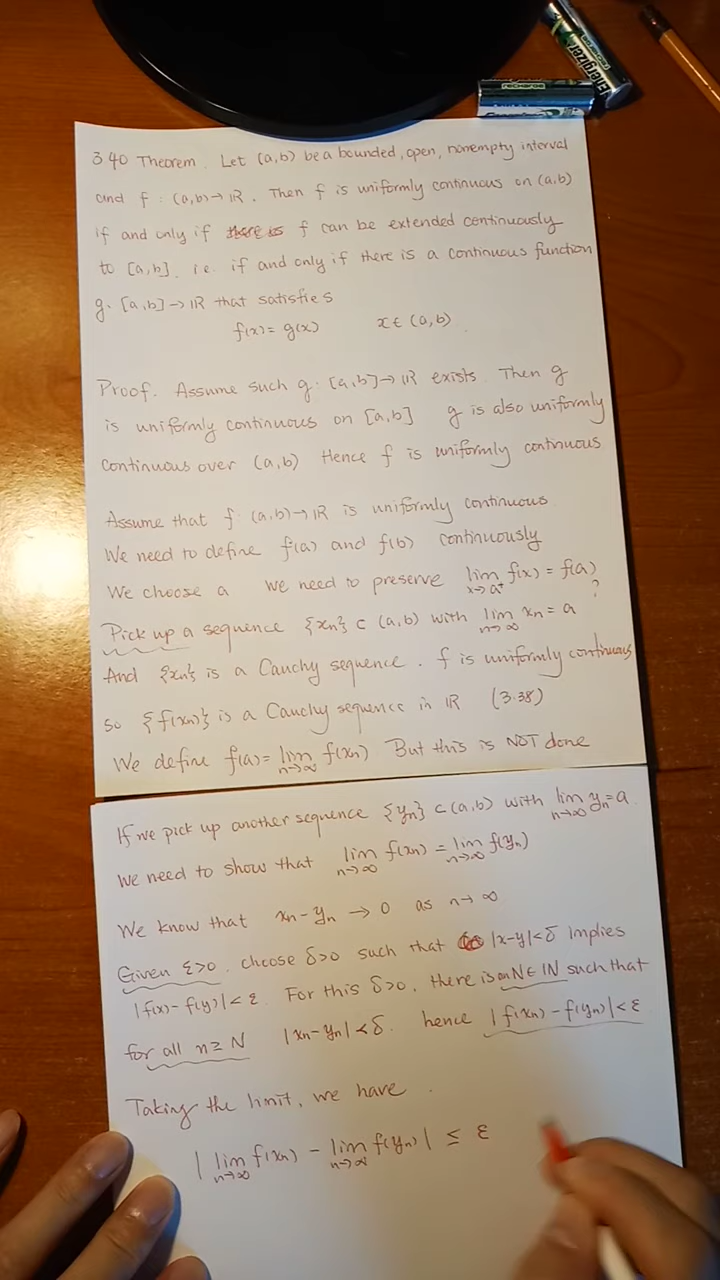 Energizer
recharge
recharge
3.40 Theorem. Let (a,b) be a bounded, open, nonempty interval
and f : (a,b) → ℝ. Then f is uniformly continuous on (a,b)
if and only if f can be extended continuously
to [a,b]. i.e. if and only if there is a continuous function
g: [a,b] → ℝ that satisfies
f(x) = g(x) x ∈ (a,b).
Proof. Assume such g: [a,b] → ℝ exists. Then g
is uniformly continuous on [a,b] g is also uniformly
continuous over (a,b) Hence f is uniformly continuous
Assume that f: (a,b) → ℝ is uniformly continuous.
We need to define f(a) and f(b) continuously
We choose a we need to preserve lim_{x→a⁺} f(x) = f(a)
?
Pick up a sequence {xn} ⊂ (a,b) with lim_{n→∞} xn = a
And {xn} is a Cauchy sequence. f is uniformly continuous
so {f(xn)} is a Cauchy sequence in ℝ (3.38)
We define f(a) = lim_{n→∞} f(xn) But this is NOT done
If we pick up another sequence {yn} ⊂ (a,b) with lim_{n→∞} yn = a.
We need to show that lim_{n→∞} f(xn) = lim_{n→∞} f(yn)
We know that xn - yn → 0 as n → ∞
Given ε>0, choose δ>0 such that |x-y|<δ implies
|f(x) - f(y)| < ε. For this δ>0, there is an N ∈ ℕ such that
for all n ≥ N |xn - yn| < δ. hence |f(xn) - f(yn)| < ε
Taking the limit, we have
| lim_{n→∞} f(xn) - lim_{n→∞} f(yn) | ≤ ε